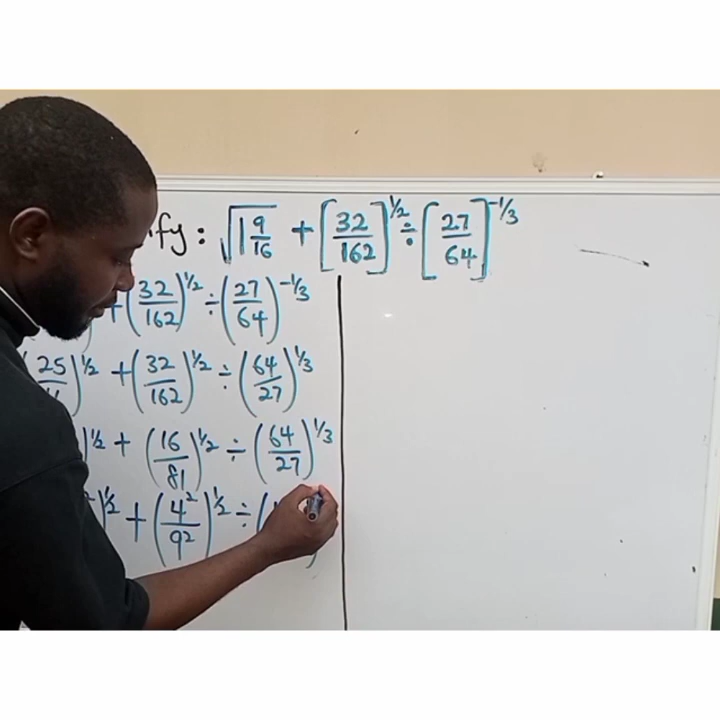 ify : √1 9/16 + [32/162]^1/2 ÷ [27/64]^-1/3
+ (32/162)^1/2 ÷ (27/64)^-1/3
(25/)^1/2 + (32/162)^1/2 ÷ (64/27)^1/3
)^1/2 + (16/81)^1/2 ÷ (64/27)^1/3
)^1/2 + (4²/9²)^1/2 ÷ (